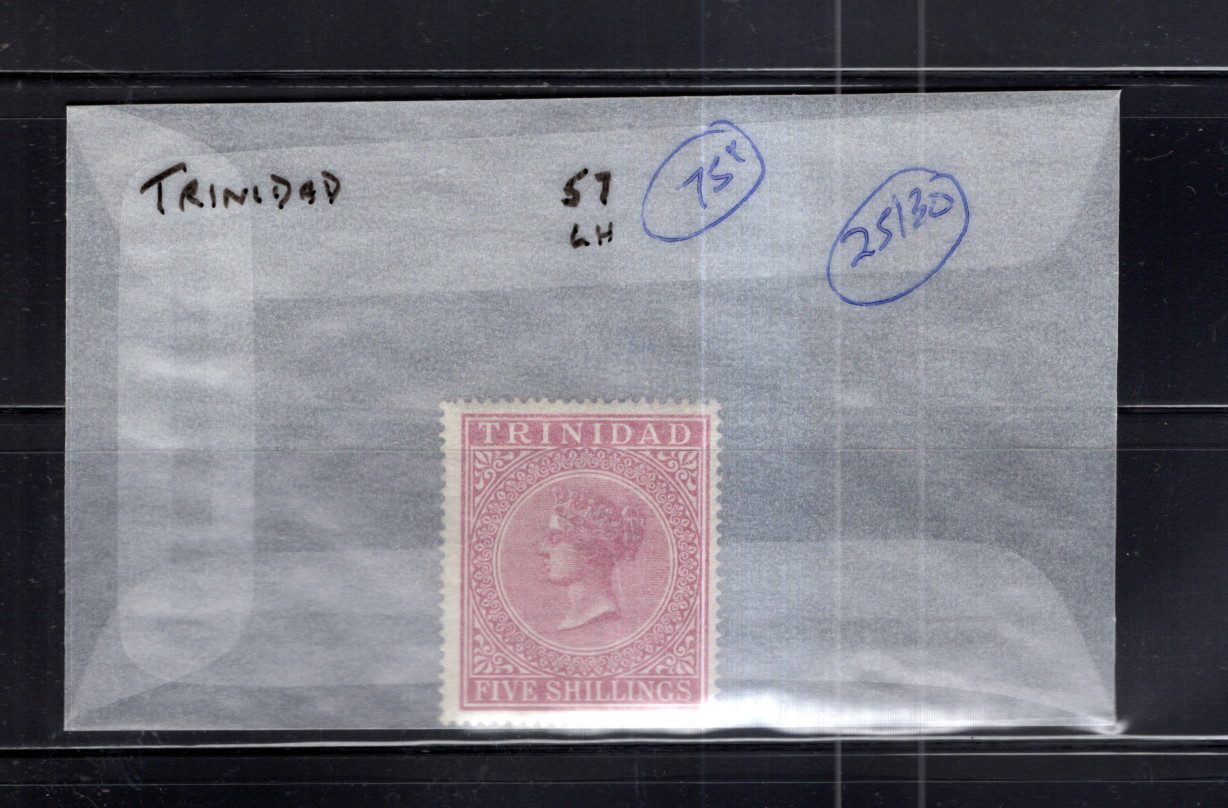 TRINIDAD 57 75
LH 25/30
TRINIDAD
FIVE SHILLINGS